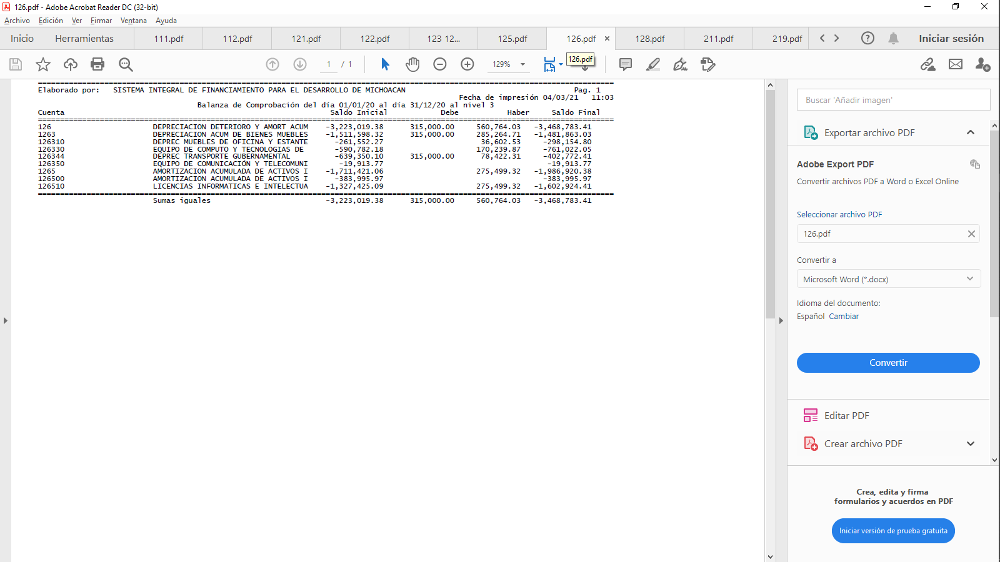 126.pdf - Adobe Acrobat Reader DC (32-bit)
Archivo Edición Ver Firmar Ventana Ayuda
Inicio Herramientas 111.pdf 112.pdf 121.pdf 122.pdf 123 12... 125.pdf 126.pdf × 128.pdf 211.pdf 219.pdf Iniciar sesión
1 / 1 129%
126.pdf
Elaborado por: SISTEMA INTEGRAL DE FINANCIAMIENTO PARA EL DESARROLLO DE MICHOACAN Pag. 1
Fecha de impresión 04/03/21 11:03
Balanza de Comprobación del día 01/01/20 al día 31/12/20 al nivel 3
Cuenta Saldo Inicial Debe Haber Saldo Final
126 DEPRECIACION DETERIORO Y AMORT ACUM -3,223,019.38 315,000.00 560,764.03 -3,468,783.41
1263 DEPRECIACION ACUM DE BIENES MUEBLES -1,511,598.32 315,000.00 285,264.71 -1,481,863.03
126310 DEPREC MUEBLES DE OFICINA Y ESTANTE -261,552.27 36,602.53 -298,154.80
126330 EQUIPO DE COMPUTO Y TECNOLOGIAS DE -590,782.18 170,239.87 -761,022.05
126344 DEPREC TRANSPORTE GUBERNAMENTAL -639,350.10 315,000.00 78,422.31 -402,772.41
126350 EQUIPO DE COMUNICACIÓN Y TELECOMUNI -19,913.77 -19,913.77
1265 AMORTIZACION ACUMULADA DE ACTIVOS I -1,711,421.06 275,499.32 -1,986,920.38
126500 AMORTIZACION ACUMULADA DE ACTIVOS I -383,995.97 -383,995.97
126510 LICENCIAS INFORMATICAS E INTELECTUA -1,327,425.09 275,499.32 -1,602,924.41
Sumas iguales -3,223,019.38 315,000.00 560,764.03 -3,468,783.41
Buscar 'Añadir imagen'
Exportar archivo PDF
Adobe Export PDF
Convertir archivos PDF a Word o Excel Online
Seleccionar archivo PDF
126.pdf
Convertir a
Microsoft Word (*.docx)
Idioma del documento:
Español Cambiar
Convertir
Editar PDF
Crear archivo PDF
Crea, edita y firma
formularios y acuerdos en PDF
Iniciar versión de prueba gratuita